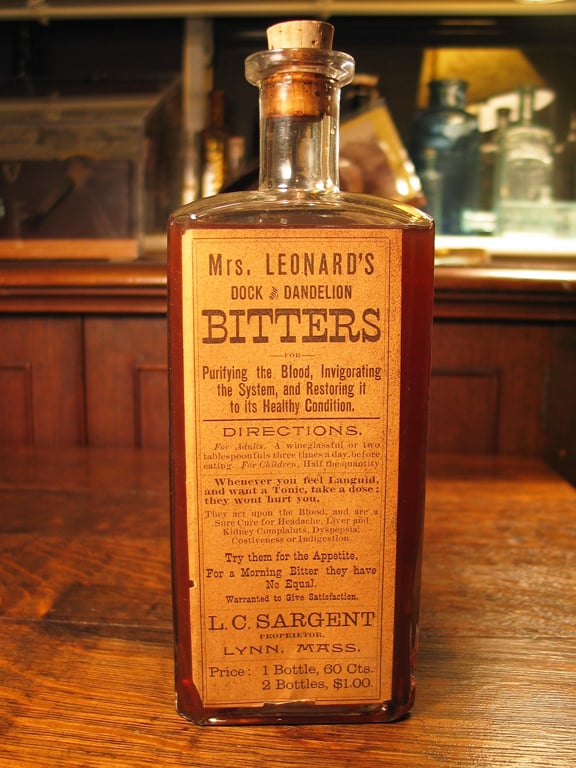 Mrs. LEONARD'S
DOCK and DANDELION
BITTERS
—FOR—
Purifying the Blood, Invigorating
the System, and Restoring it
to its Healthy Condition.
DIRECTIONS.
For Adults. A wineglassful or two
tablespoonfuls three times a day, before
eating. For Children, Half the quantity
Whenever you feel Languid,
and want a Tonic, take a dose;
they wont hurt you.
They act upon the Blood, and are a
Sure Cure for Headache, Liver and
Kidney Complaints, Dyspepsia,
Costiveness or Indigestion.
Try them for the Appetite.
For a Morning Bitter they have
No Equal.
Warranted to Give Satisfaction.
L. C. SARGENT
PROPRIETOR.
LYNN, MASS.
Price: 1 Bottle, 60 Cts.
2 Bottles, $1.00.